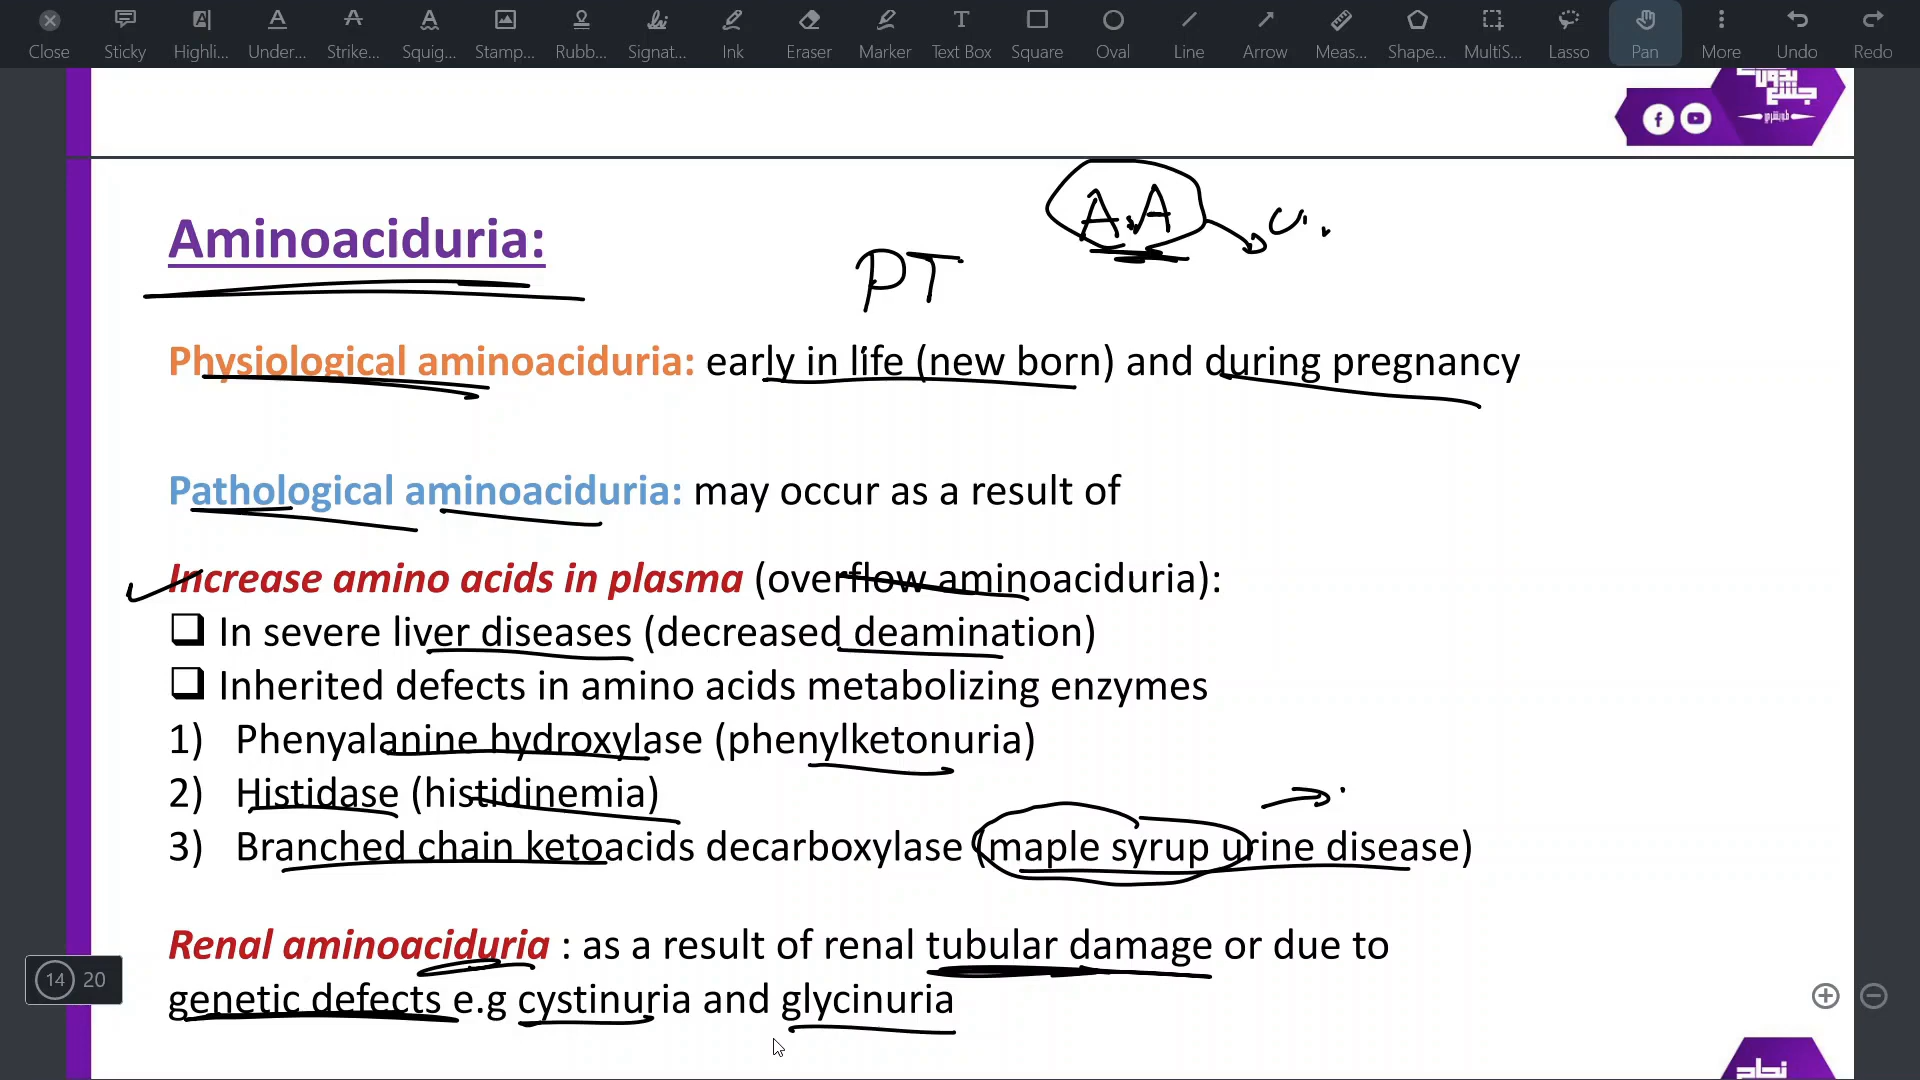 Close Sticky Highli... Under... Strike... Squig... Stamp... Rubb... Signat... Ink Eraser Marker Text Box Square Oval Line Arrow Meas... Shape... MultiS... Lasso Pan More Undo Redo
A.A
PT
Aminoaciduria:
Physiological aminoaciduria: early in life (new born) and during pregnancy
Pathological aminoaciduria: may occur as a result of
Increase amino acids in plasma (overflow aminoaciduria):
❑ In severe liver diseases (decreased deamination)
❑ Inherited defects in amino acids metabolizing enzymes
1) Phenyalanine hydroxylase (phenylketonuria)
2) Histidase (histidinemia)
3) Branched chain ketoacids decarboxylase (maple syrup urine disease)
Renal aminoaciduria : as a result of renal tubular damage or due to
genetic defects e.g cystinuria and glycinuria
14 20